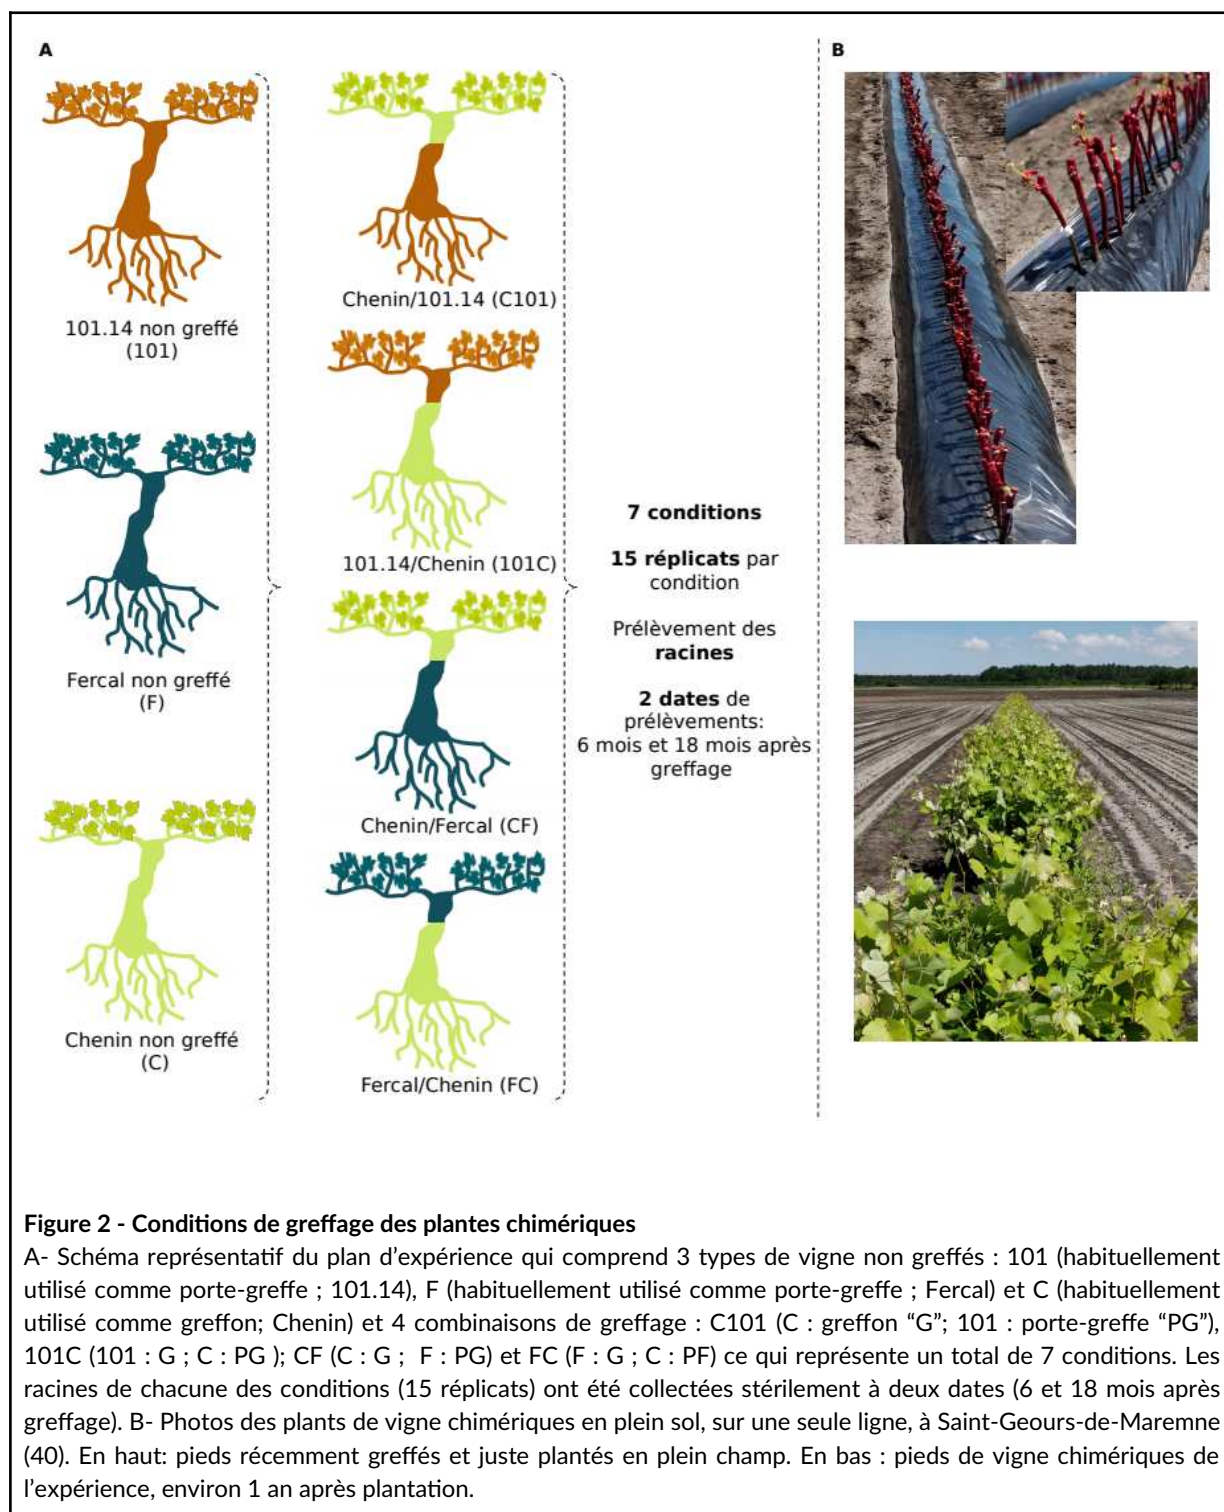 A
101.14 non greffé
(101)
Fercal non greffé
(F)
Chenin non greffé
(C)
Chenin/101.14 (C101)
101.14/Chenin (101C)
Chenin/Fercal (CF)
Fercal/Chenin (FC)
7 conditions
15 réplicats par
condition
Prélèvement des
racines
2 dates de
prélèvements:
6 mois et 18 mois après
greffage
B
Figure 2 - Conditions de greffage des plantes chimériques
A- Schéma représentatif du plan d’expérience qui comprend 3 types de vigne non greffés : 101 (habituellement
utilisé comme porte-greffe ; 101.14), F (habituellement utilisé comme porte-greffe ; Fercal) et C (habituellement
utilisé comme greffon; Chenin) et 4 combinaisons de greffage : C101 (C : greffon “G”; 101 : porte-greffe “PG”),
101C (101 : G ; C : PG ); CF (C : G ; F : PG) et FC (F : G ; C : PF) ce qui représente un total de 7 conditions. Les
racines de chacune des conditions (15 réplicats) ont été collectées stérilement à deux dates (6 et 18 mois après
greffage). B- Photos des plants de vigne chimériques en plein sol, sur une seule ligne, à Saint-Geours-de-Maremne
(40). En haut: pieds récemment greffés et juste plantés en plein champ. En bas : pieds de vigne chimériques de
l’expérience, environ 1 an après plantation.